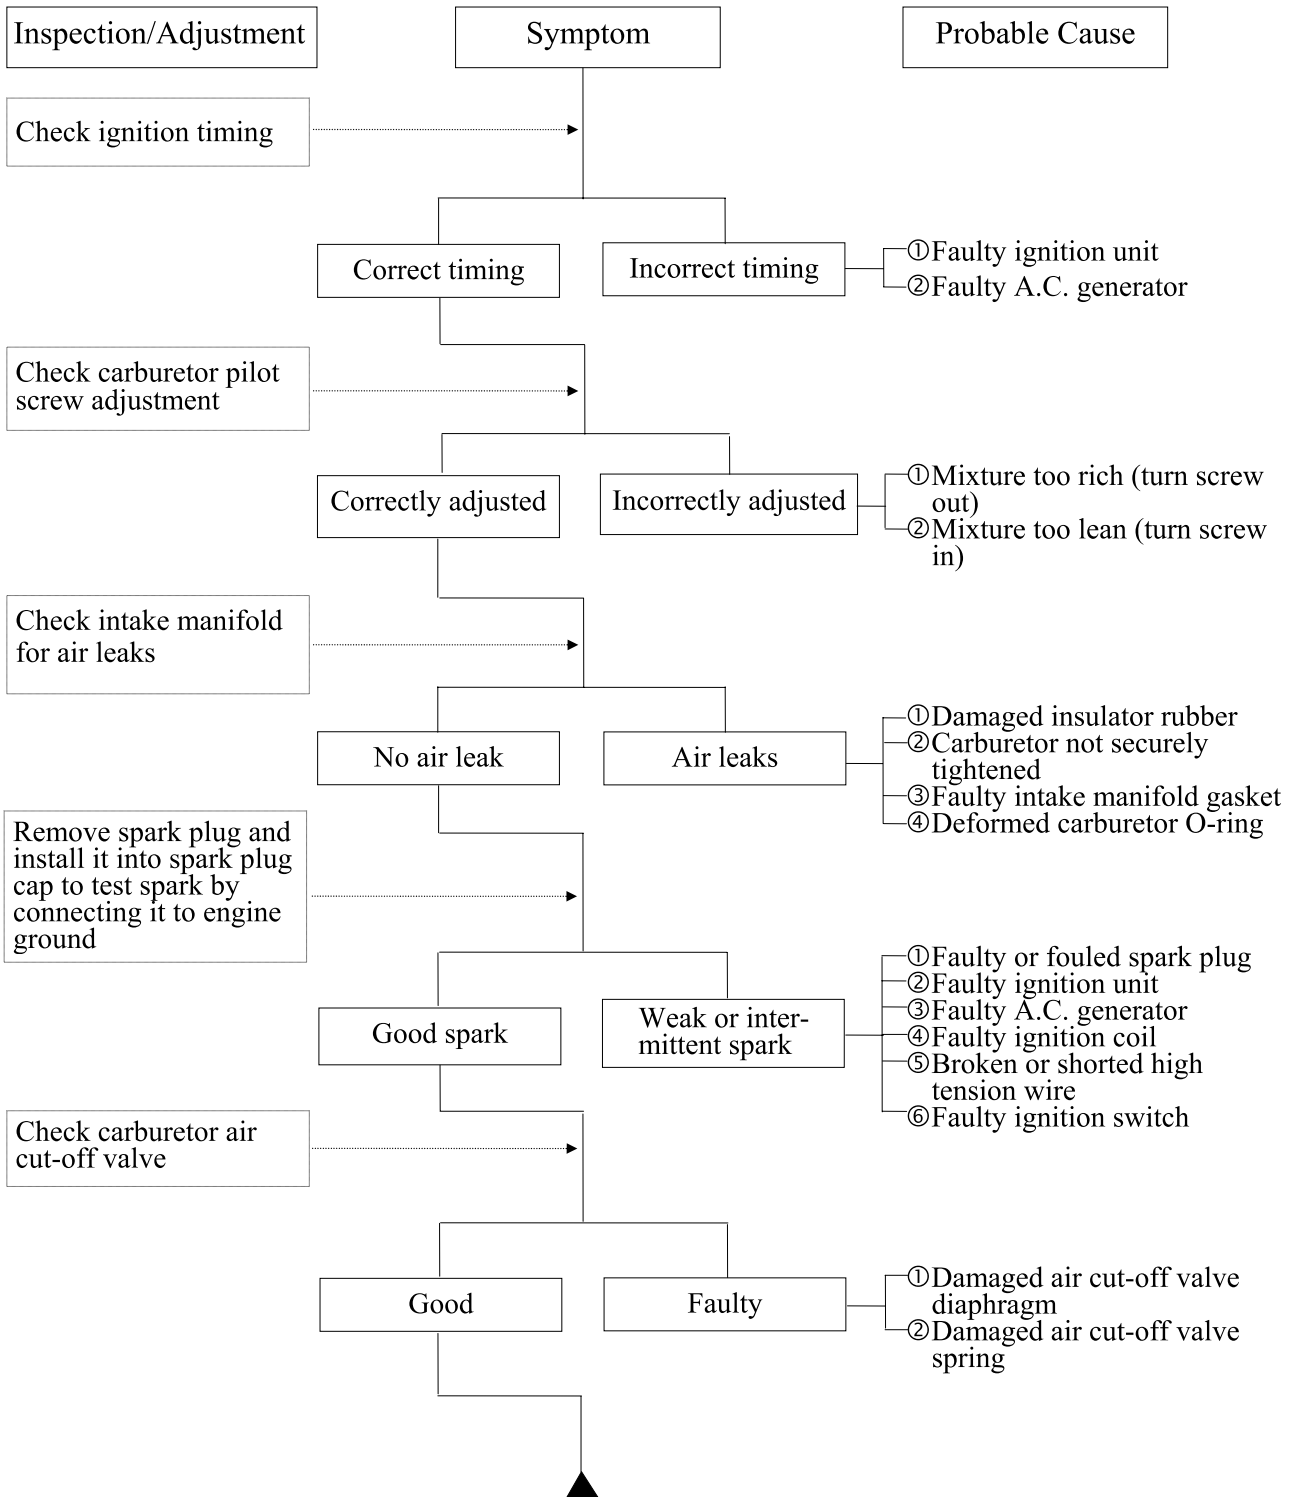 Inspection/Adjustment
Symptom
Probable Cause
Check ignition timing
Correct timing
Incorrect timing
①Faulty ignition unit
②Faulty A.C. generator
Check carburetor pilot
screw adjustment
Correctly adjusted
Incorrectly adjusted
①Mixture too rich (turn screw
out)
②Mixture too lean (turn screw
in)
Check intake manifold
for air leaks
No air leak
Air leaks
①Damaged insulator rubber
②Carburetor not securely
tightened
③Faulty intake manifold gasket
④Deformed carburetor O-ring
Remove spark plug and
install it into spark plug
cap to test spark by
connecting it to engine
ground
Good spark
Weak or inter-
mittent spark
①Faulty or fouled spark plug
②Faulty ignition unit
③Faulty A.C. generator
④Faulty ignition coil
⑤Broken or shorted high
tension wire
⑥Faulty ignition switch
Check carburetor air
cut-off valve
Good
Faulty
①Damaged air cut-off valve
diaphragm
②Damaged air cut-off valve
spring